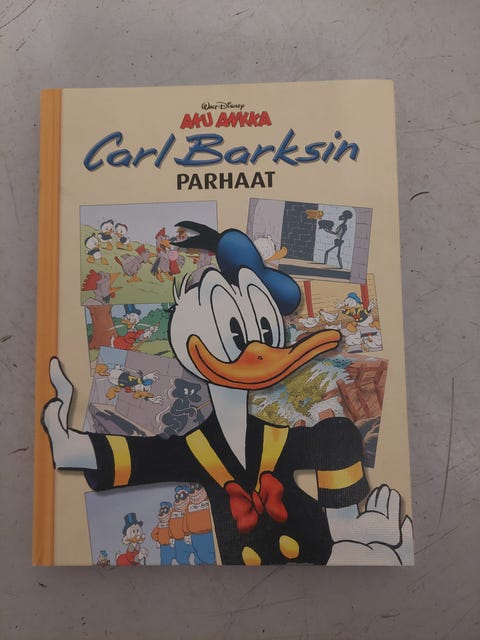 Walt Disney
AKU ANKKA
Carl Barksin
PARHAAT